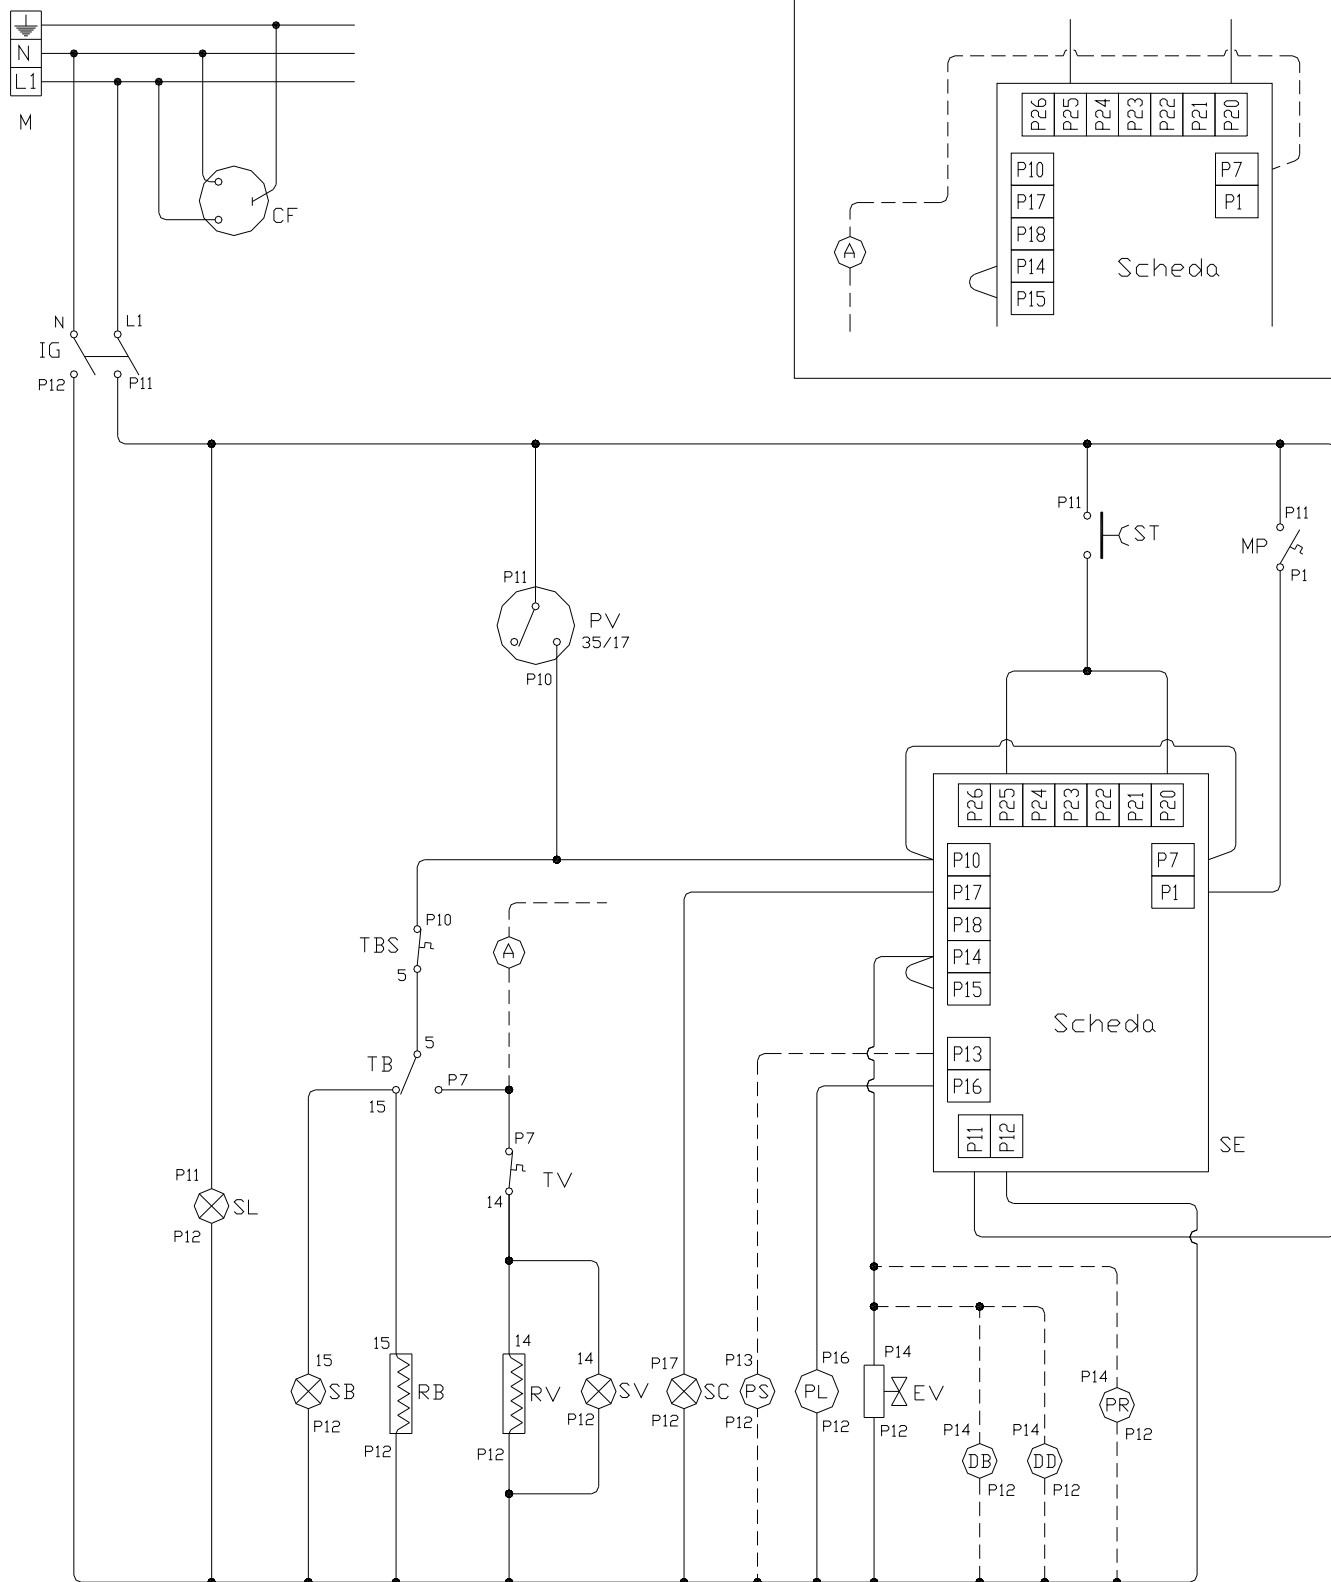 N
L1
M
CF
P26 P25 P24 P23 P22 P21 P20
P10
P7
P17
P1
P18
A
P14
Scheda
P15
N
L1
IG
P12
P11
P11
ST
P11
MP
P1
P11
PV
35/17
P10
P26 P25 P24 P23 P22 P21 P20
P10
P7
P17
P1
P18
P14
P15
Scheda
P13
P16
P11 P12
SE
P10
TBS
5
A
5
TB
P7
15
P7
TV
14
P11
SL
P12
15
SB
P12
15
RB
P12
14
RV
P12
14
SV
P12
P17
SC
P12
P13
PS
P12
P16
PL
P12
P14
EV
P12
P14
DB
P12
P14
DD
P12
P14
PR
P12